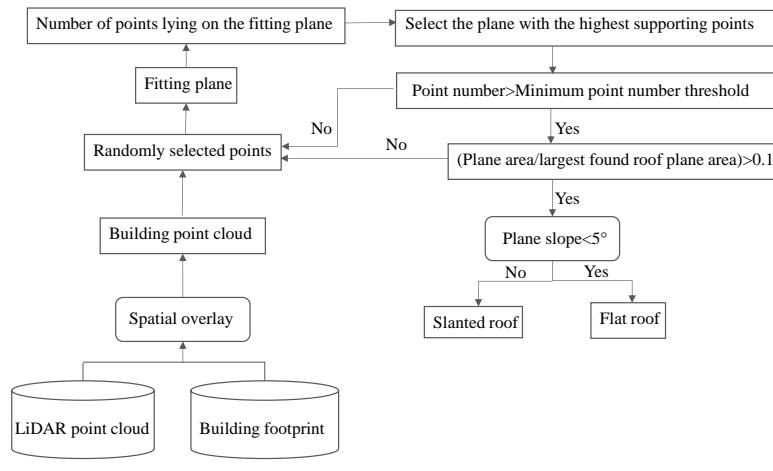 Number of points lying on the fitting plane
Select the plane with the highest supporting points
Fitting plane
Point number>Minimum point number threshold
No
Yes
Randomly selected points
No
(Plane area/largest found roof plane area)>0.1
Yes
Building point cloud
Plane slope<5°
No
Yes
Spatial overlay
Slanted roof
Flat roof
LiDAR point cloud
Building footprint